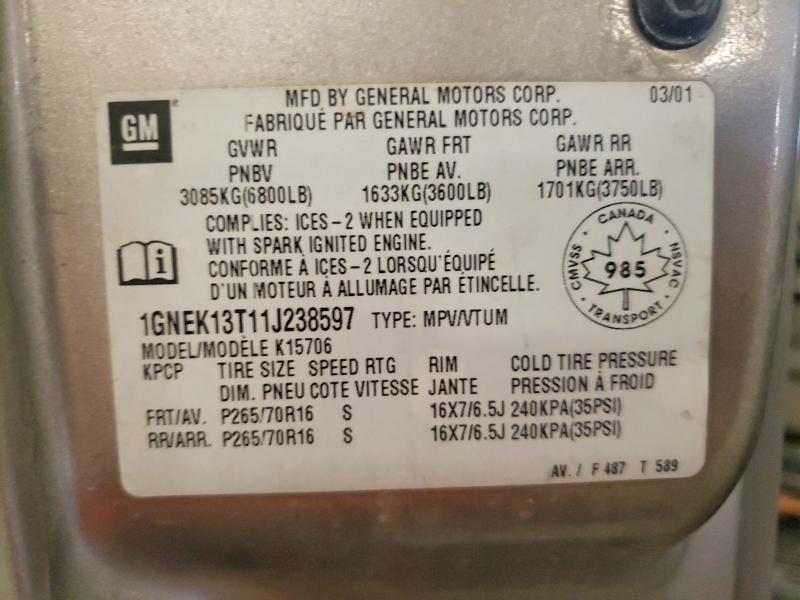 GM
MFD BY GENERAL MOTORS CORP. 03/01
FABRIQUÉ PAR GENERAL MOTORS CORP.
GVWR GAWR FRT GAWR RR
PNBV PNBE AV. PNBE ARR.
3085KG(6800LB) 1633KG(3600LB) 1701KG(3750LB)
COMPLIES: ICES-2 WHEN EQUIPPED
WITH SPARK IGNITED ENGINE.
CONFORME À ICES-2 LORSQU'ÉQUIPÉ
D'UN MOTEUR À ALLUMAGE PAR ÉTINCELLE.
CANADA
CMVSS 985 NSVAC
TRANSPORT
1GNEK13T11J238597 TYPE: MPV/VTUM
MODEL/MODÈLE K15706
KPCP TIRE SIZE SPEED RTG RIM COLD TIRE PRESSURE
DIM. PNEU COTE VITESSE JANTE PRESSION À FROID
FRT/AV. P265/70R16 S 16X7/6.5J 240KPA(35PSI)
RR/ARR. P265/70R16 S 16X7/6.5J 240KPA(35PSI)
AV. / F 487 T 589